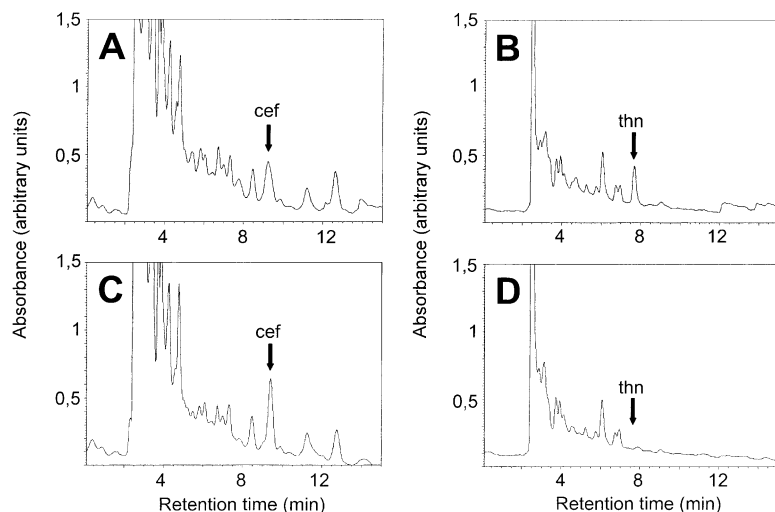 A
B
C
D
Absorbance (arbitrary units)
1,5
1
0,5
cef
4
8
12
Absorbance (arbitrary units)
1,5
1
0,5
thn
4
8
12
1,5
1
0,5
cef
4
8
12
Retention time (min)
1,5
1
0,5
thn
4
8
12
Retention time (min)